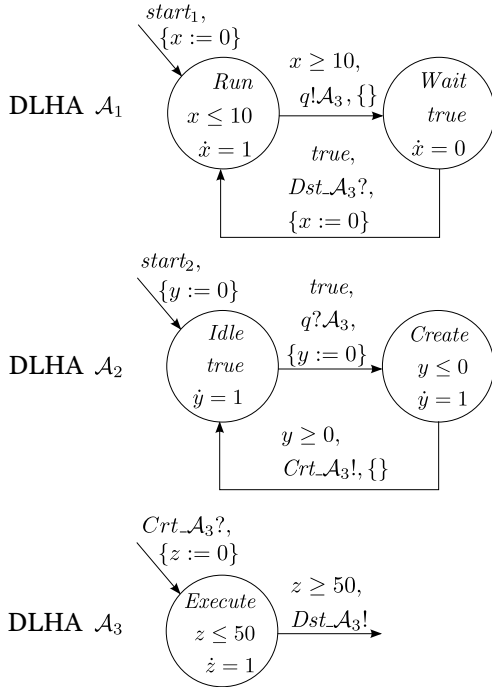 start₁,
{x := 0}
DLHA 𝒜₁
Run
x ≤ 10
ẋ = 1
x ≥ 10,
q!𝒜₃, {}
Wait
true
ẋ = 0
true,
Dst_𝒜₃?,
{x := 0}
start₂,
{y := 0}
DLHA 𝒜₂
Idle
true
ẏ = 1
true,
q?𝒜₃,
{y := 0}
Create
y ≤ 0
ẏ = 1
y ≥ 0,
Crt_𝒜₃!, {}
Crt_𝒜₃?,
{z := 0}
DLHA 𝒜₃
Execute
z ≤ 50
ż = 1
z ≥ 50,
Dst_𝒜₃!